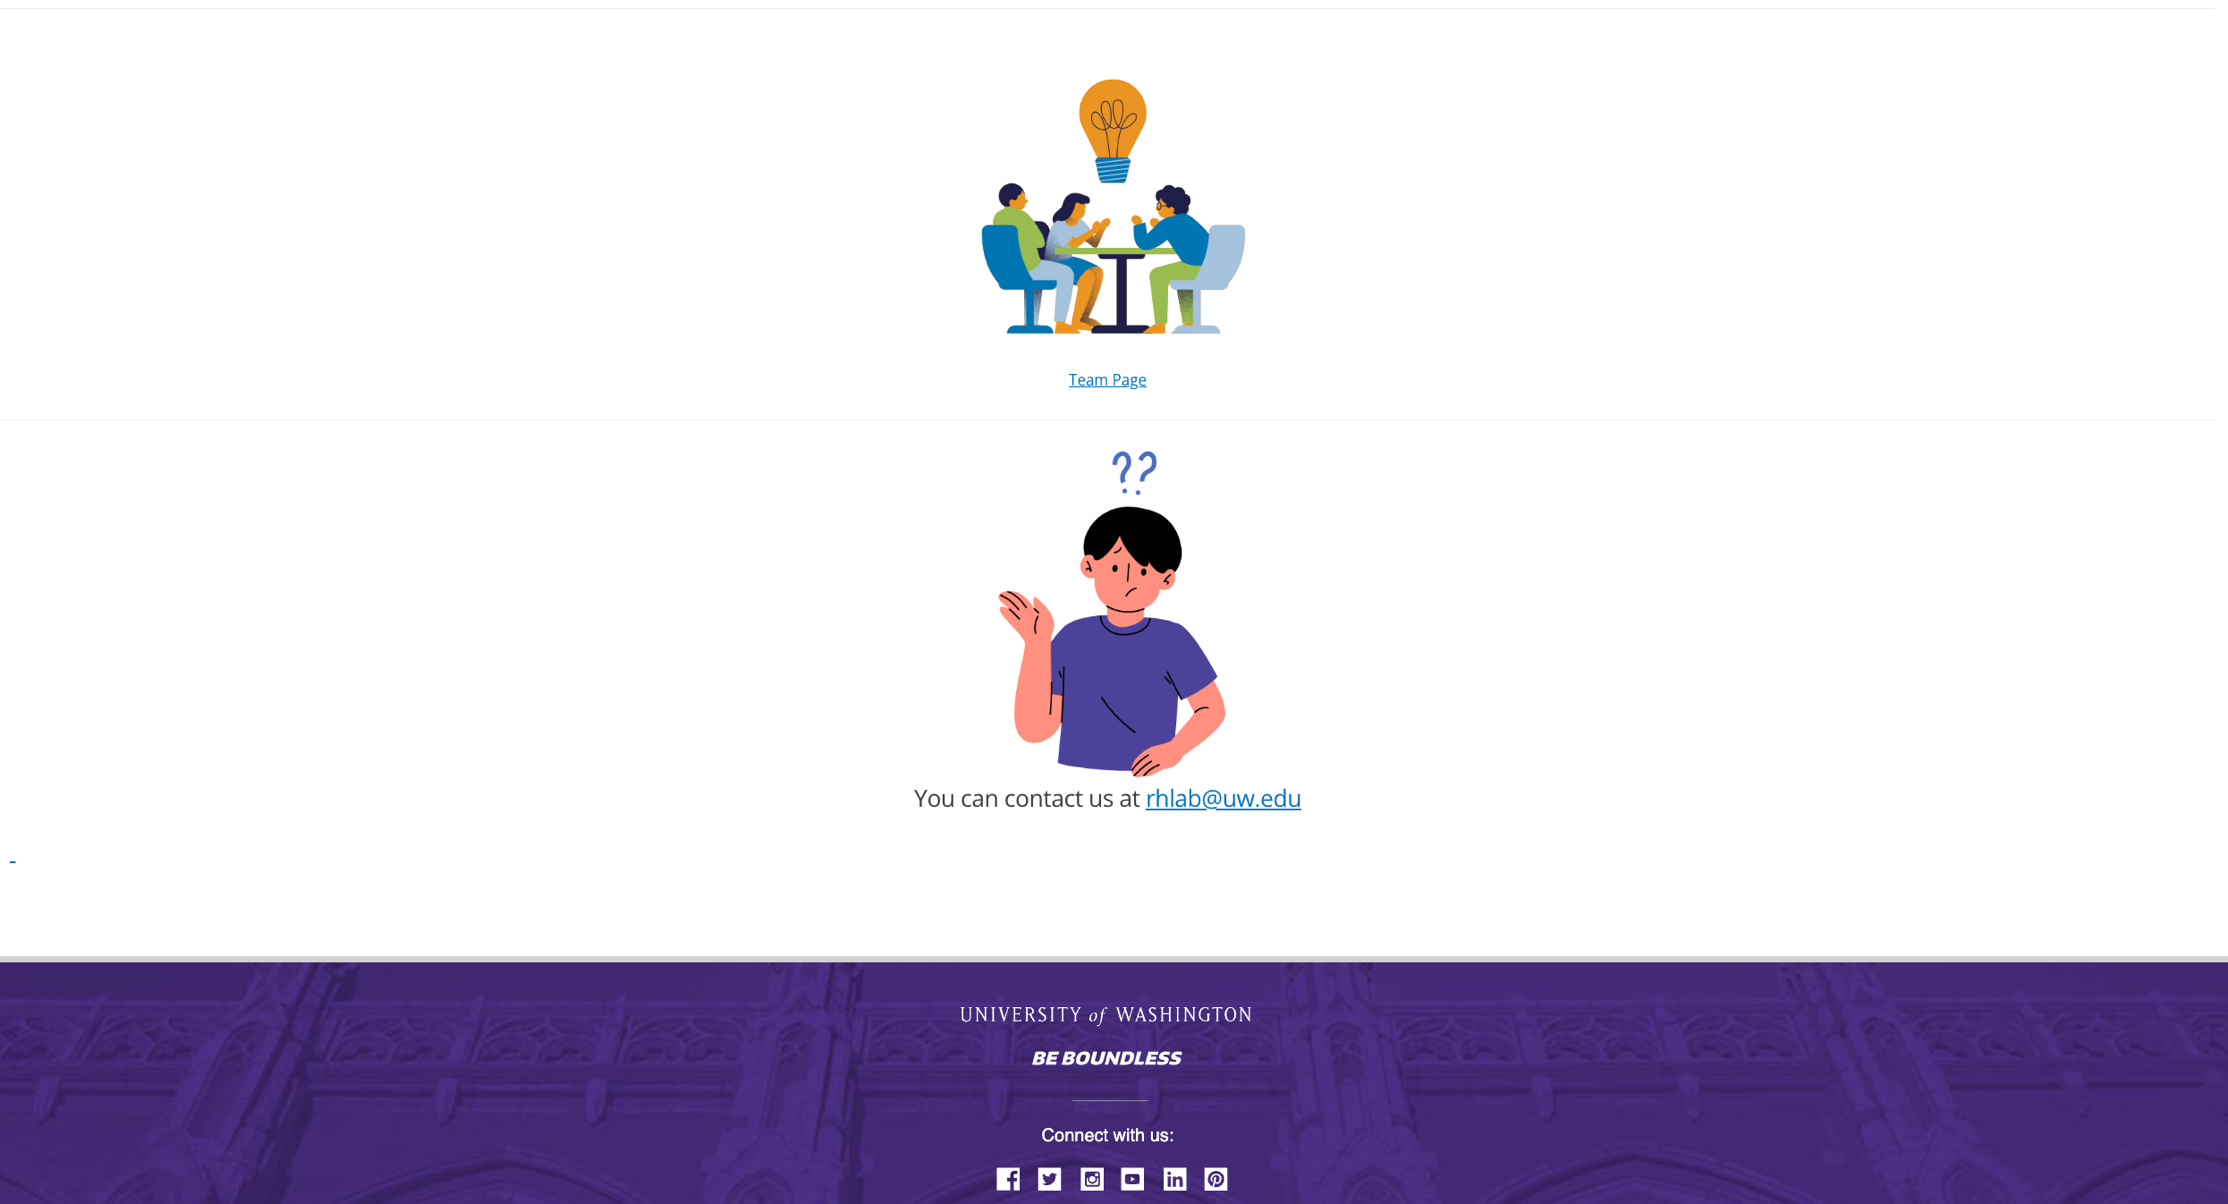 Team Page
??
You can contact us at rhlab@uw.edu
UNIVERSITY of WASHINGTON
BE BOUNDLESS
Connect with us: